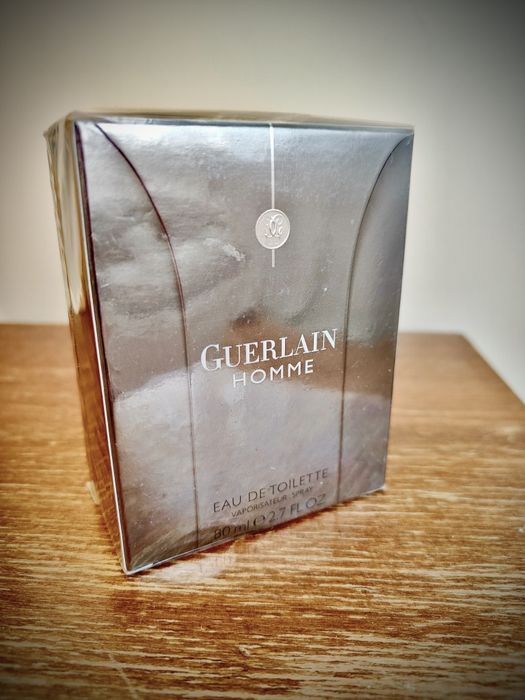 GUERLAIN
HOMME
EAU DE TOILETTE
VAPORISATEUR - SPRAY
80 ml ℮ 2.7 FL OZ